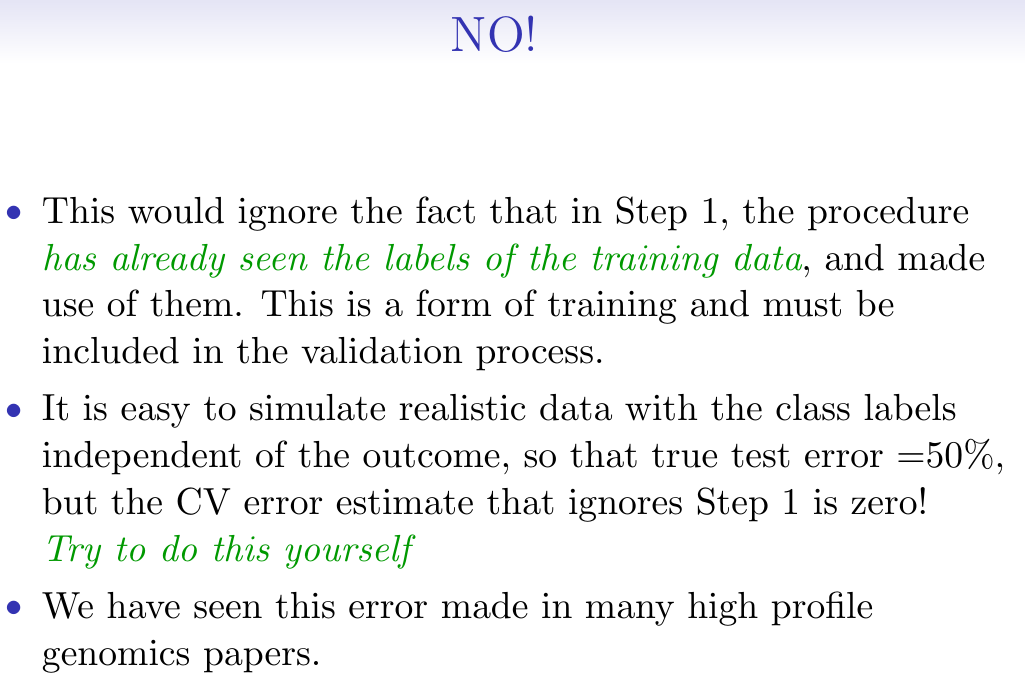 NO!
• This would ignore the fact that in Step 1, the procedure
has already seen the labels of the training data, and made
use of them. This is a form of training and must be
included in the validation process.
• It is easy to simulate realistic data with the class labels
independent of the outcome, so that true test error =50%,
but the CV error estimate that ignores Step 1 is zero!
Try to do this yourself
• We have seen this error made in many high profile
genomics papers.